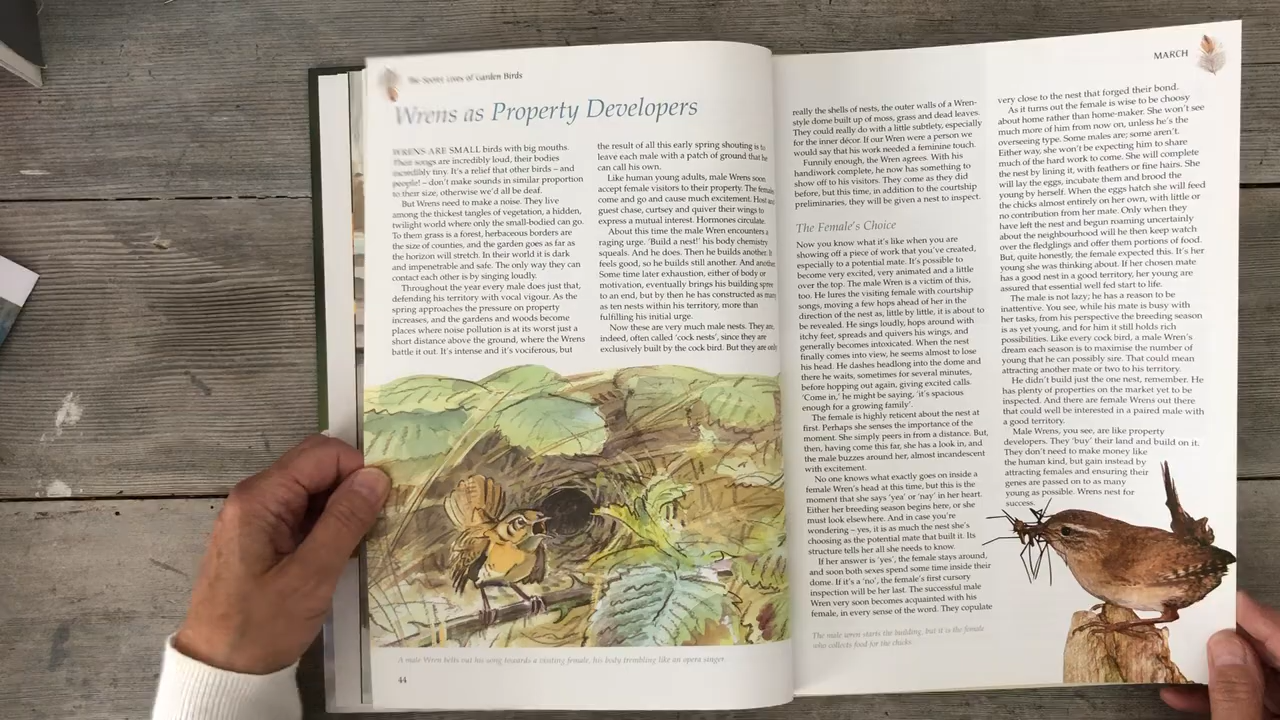 The Secret Lives of Garden Birds
Wrens as Property Developers
WRENS ARE SMALL birds with big mouths.
Their songs are incredibly loud, their bodies
incredibly tiny. It's a relief that other birds – and
people! – don't make sounds in similar proportion
to their size, otherwise we'd all be deaf.
But Wrens need to make a noise. They live
among the thickest tangles of vegetation, a hidden,
twilight world where only the small-bodied can go.
To them grass is a forest, herbaceous borders are
the size of counties, and the garden goes as far as
the horizon will stretch. In their world it is dark
and impenetrable and safe. The only way they can
contact each other is by singing loudly.
Throughout the year every male does just that,
defending his territory with vocal vigour. As the
spring approaches the pressure on property
increases, and the gardens and woods become
places where noise pollution is at its worst just a
short distance above the ground, where the Wrens
battle it out. It's intense and it's vociferous, but
the result of all this early spring shouting is to
leave each male with a patch of ground that he
can call his own.
Like human young adults, male Wrens soon
accept female visitors to their property. The females
come and go and cause much excitement. Host and
guest chase, curtsey and quiver their wings to
express a mutual interest. Hormones circulate.
About this time the male Wren encounters a
raging urge. 'Build a nest!' his body chemistry
squeals. And he does. Then he builds another. It
feels good, so he builds still another. And another.
Some time later exhaustion, either of body or
motivation, eventually brings his building spree
to an end, but by then he has constructed as many
as ten nests within his territory, more than
fulfilling his initial urge.
Now these are very much male nests. They are,
indeed, often called 'cock nests', since they are
exclusively built by the cock bird. But they are only
A male Wren belts out his song towards a visiting female, his body trembling like an opera singer.
44
MARCH
really the shells of nests, the outer walls of a Wren-
style dome built up of moss, grass and dead leaves.
They could really do with a little subtlety, especially
for the inner décor. If our Wren were a person we
would say that his work needed a feminine touch.
Funnily enough, the Wren agrees. With his
handiwork complete, he now has something to
show off to his visitors. They come as they did
before, but this time, in addition to the courtship
preliminaries, they will be given a nest to inspect.
The Female's Choice
Now you know what it's like when you are
showing off a piece of work that you've created,
especially to a potential mate. It's possible to
become very excited, very animated and a little
over the top. The male Wren is a victim of this,
too. He lures the visiting female with courtship
songs, moving a few hops ahead of her in the
direction of the nest as, little by little, it is about to
be revealed. He sings loudly, hops around with
itchy feet, spreads and quivers his wings, and
generally becomes intoxicated. When the nest
finally comes into view, he seems almost to lose
his head. He dashes headlong into the dome and
there he waits, sometimes for several minutes,
before hopping out again, giving excited calls.
'Come in,' he might be saying, 'it's spacious
enough for a growing family'.
The female is highly reticent about the nest at
first. Perhaps she senses the importance of the
moment. She simply peers in from a distance. But,
then, having come this far, she has a look in, and
the male buzzes around her, almost incandescent
with excitement.
No one knows what exactly goes on inside a
female Wren's head at this time, but this is the
moment that she says 'yea' or 'nay' in her heart.
Either her breeding season begins here, or she
must look elsewhere. And in case you're
wondering – yes, it is as much the nest she's
choosing as the potential mate that built it. Its
structure tells her all she needs to know.
If her answer is 'yes', the female stays around,
and soon both sexes spend some time inside their
dome. If it's a 'no', the female's first cursory
inspection will be her last. The successful male
Wren very soon becomes acquainted with his
female, in every sense of the word. They copulate
The male wren starts the building, but it is the female
who collects food for the chicks.
very close to the nest that forged their bond.
As it turns out the female is wise to be choosy
about home rather than home-maker. She won't see
much more of him from now on, unless he's the
overseeing type. Some males are; some aren't.
Either way, she won't be expecting him to share
much of the hard work to come. She will complete
the nest by lining it, with feathers or fine hairs. She
will lay the eggs, incubate them and brood the
young by herself. When the eggs hatch she will feed
the chicks almost entirely on her own, with little or
no contribution from her mate. Only when they
have left the nest and begun roaming uncertainly
about the neighbourhood will he then keep watch
over the fledglings and offer them portions of food.
But, quite honestly, the female expected this. It's her
young she was thinking about. If her chosen mate
has a good nest in a good territory, her young are
assured that essential well fed start to life.
The male is not lazy; he has a reason to be
inattentive. You see, while his mate is busy with
her tasks, from his perspective the breeding season
is as yet young, and for him it still holds rich
possibilities. Like every cock bird, a male Wren's
dream each season is to maximise the number of
young that he can possibly sire. That could mean
attracting another mate or two to his territory.
He didn't build just the one nest, remember. He
has plenty of properties on the market yet to be
inspected. And there are female Wrens out there
that could well be interested in a paired male with
a good territory.
Male Wrens, you see, are like property
developers. They 'buy' their land and build on it.
They don't need to make money like
the human kind, but gain instead by
attracting females and ensuring their
genes are passed on to as many
young as possible. Wrens nest for
success.